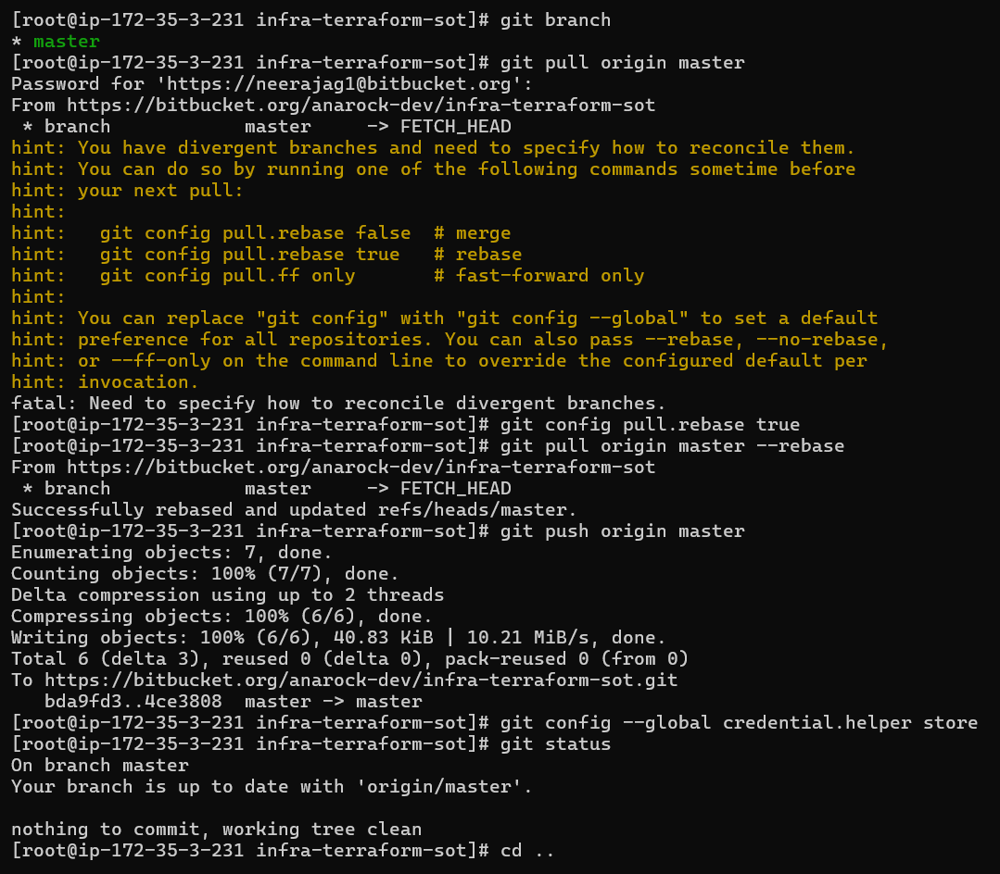 [root@ip-172-35-3-231 infra-terraform-sot]# git branch
* master
[root@ip-172-35-3-231 infra-terraform-sot]# git pull origin master
Password for 'https://neerajag1@bitbucket.org':
From https://bitbucket.org/anarock-dev/infra-terraform-sot
 * branch            master     -> FETCH_HEAD
hint: You have divergent branches and need to specify how to reconcile them.
hint: You can do so by running one of the following commands sometime before
hint: your next pull:
hint:
hint:   git config pull.rebase false  # merge
hint:   git config pull.rebase true   # rebase
hint:   git config pull.ff only       # fast-forward only
hint:
hint: You can replace "git config" with "git config --global" to set a default
hint: preference for all repositories. You can also pass --rebase, --no-rebase,
hint: or --ff-only on the command line to override the configured default per
hint: invocation.
fatal: Need to specify how to reconcile divergent branches.
[root@ip-172-35-3-231 infra-terraform-sot]# git config pull.rebase true
[root@ip-172-35-3-231 infra-terraform-sot]# git pull origin master --rebase
From https://bitbucket.org/anarock-dev/infra-terraform-sot
 * branch            master     -> FETCH_HEAD
Successfully rebased and updated refs/heads/master.
[root@ip-172-35-3-231 infra-terraform-sot]# git push origin master
Enumerating objects: 7, done.
Counting objects: 100% (7/7), done.
Delta compression using up to 2 threads
Compressing objects: 100% (6/6), done.
Writing objects: 100% (6/6), 40.83 KiB | 10.21 MiB/s, done.
Total 6 (delta 3), reused 0 (delta 0), pack-reused 0 (from 0)
To https://bitbucket.org/anarock-dev/infra-terraform-sot.git
   bda9fd3..4ce3808  master -> master
[root@ip-172-35-3-231 infra-terraform-sot]# git config --global credential.helper store
[root@ip-172-35-3-231 infra-terraform-sot]# git status
On branch master
Your branch is up to date with 'origin/master'.

nothing to commit, working tree clean
[root@ip-172-35-3-231 infra-terraform-sot]# cd ..